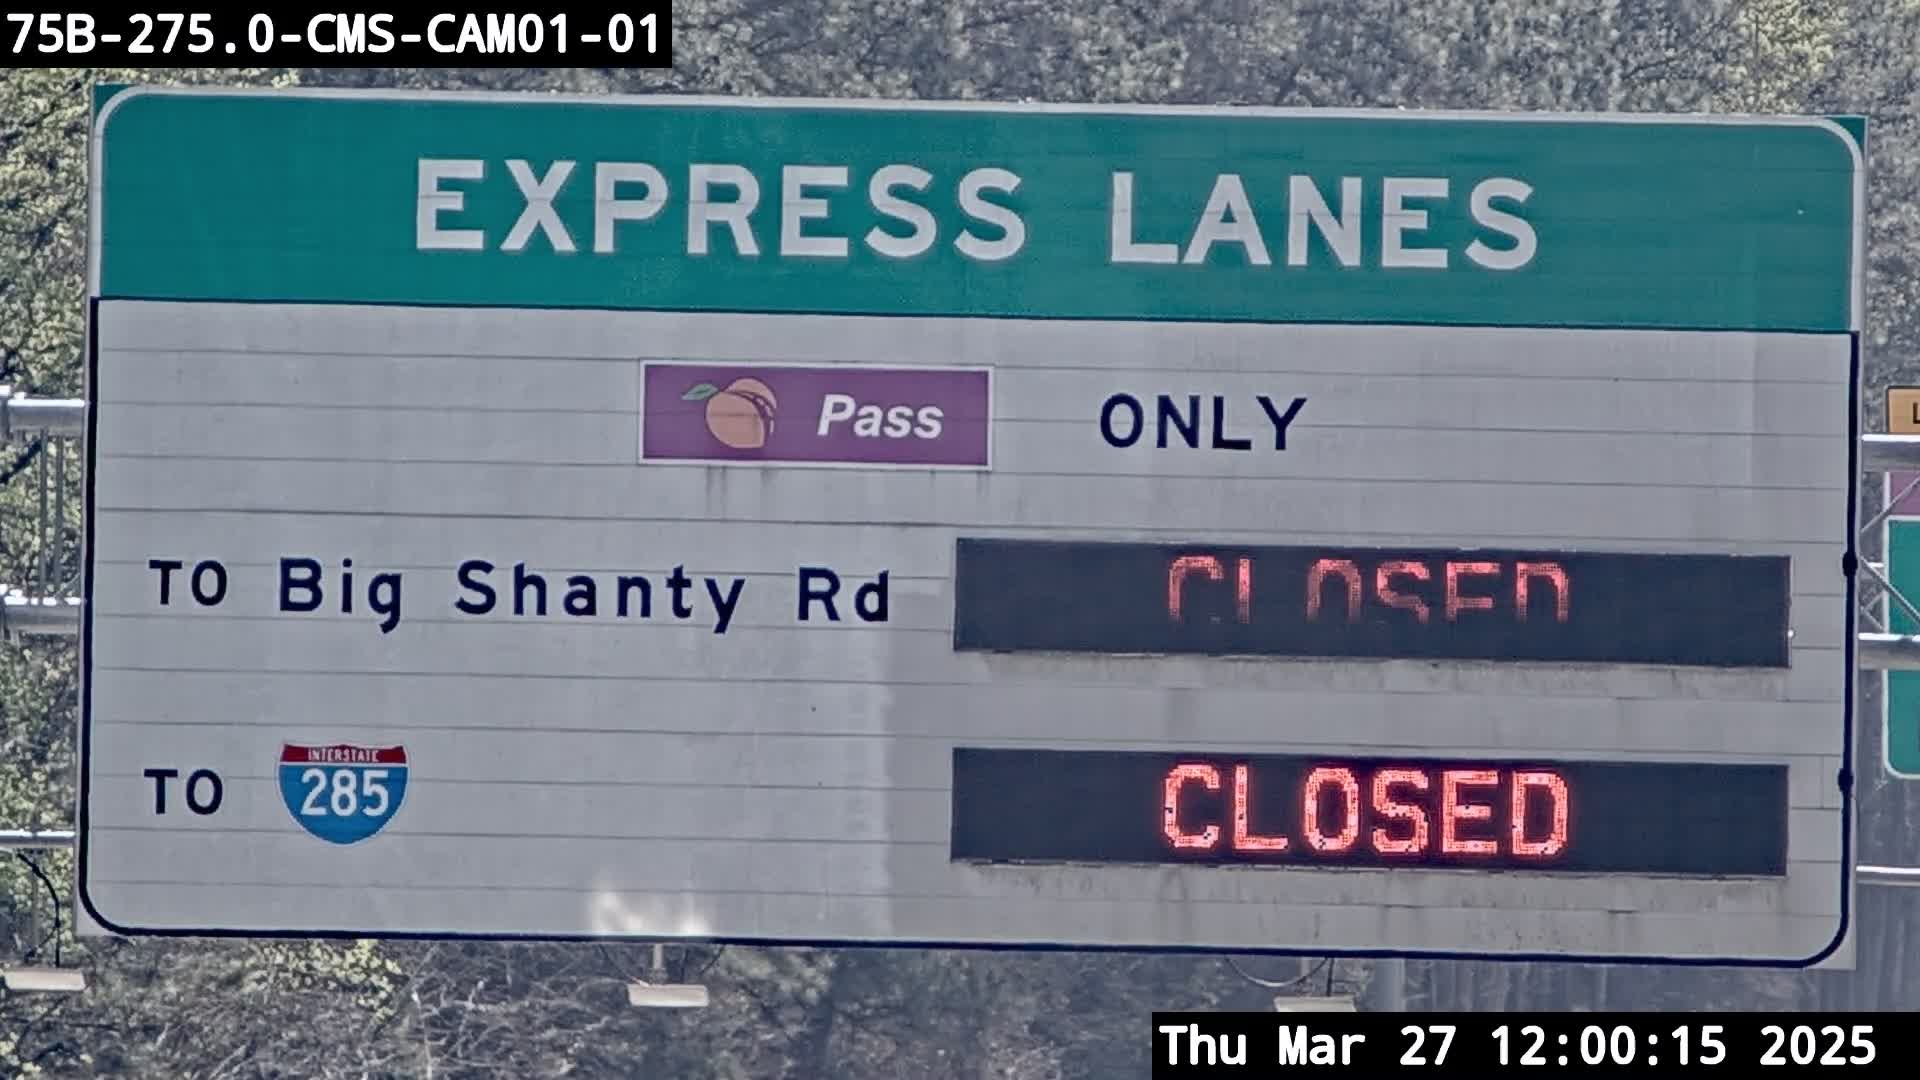 75B-275.0-CMS-CAM01-01
EXPRESS LANES
Pass ONLY
TO Big Shanty Rd CLOSED
TO INTERSTATE 285 CLOSED
Thu Mar 27 12:00:15 2025